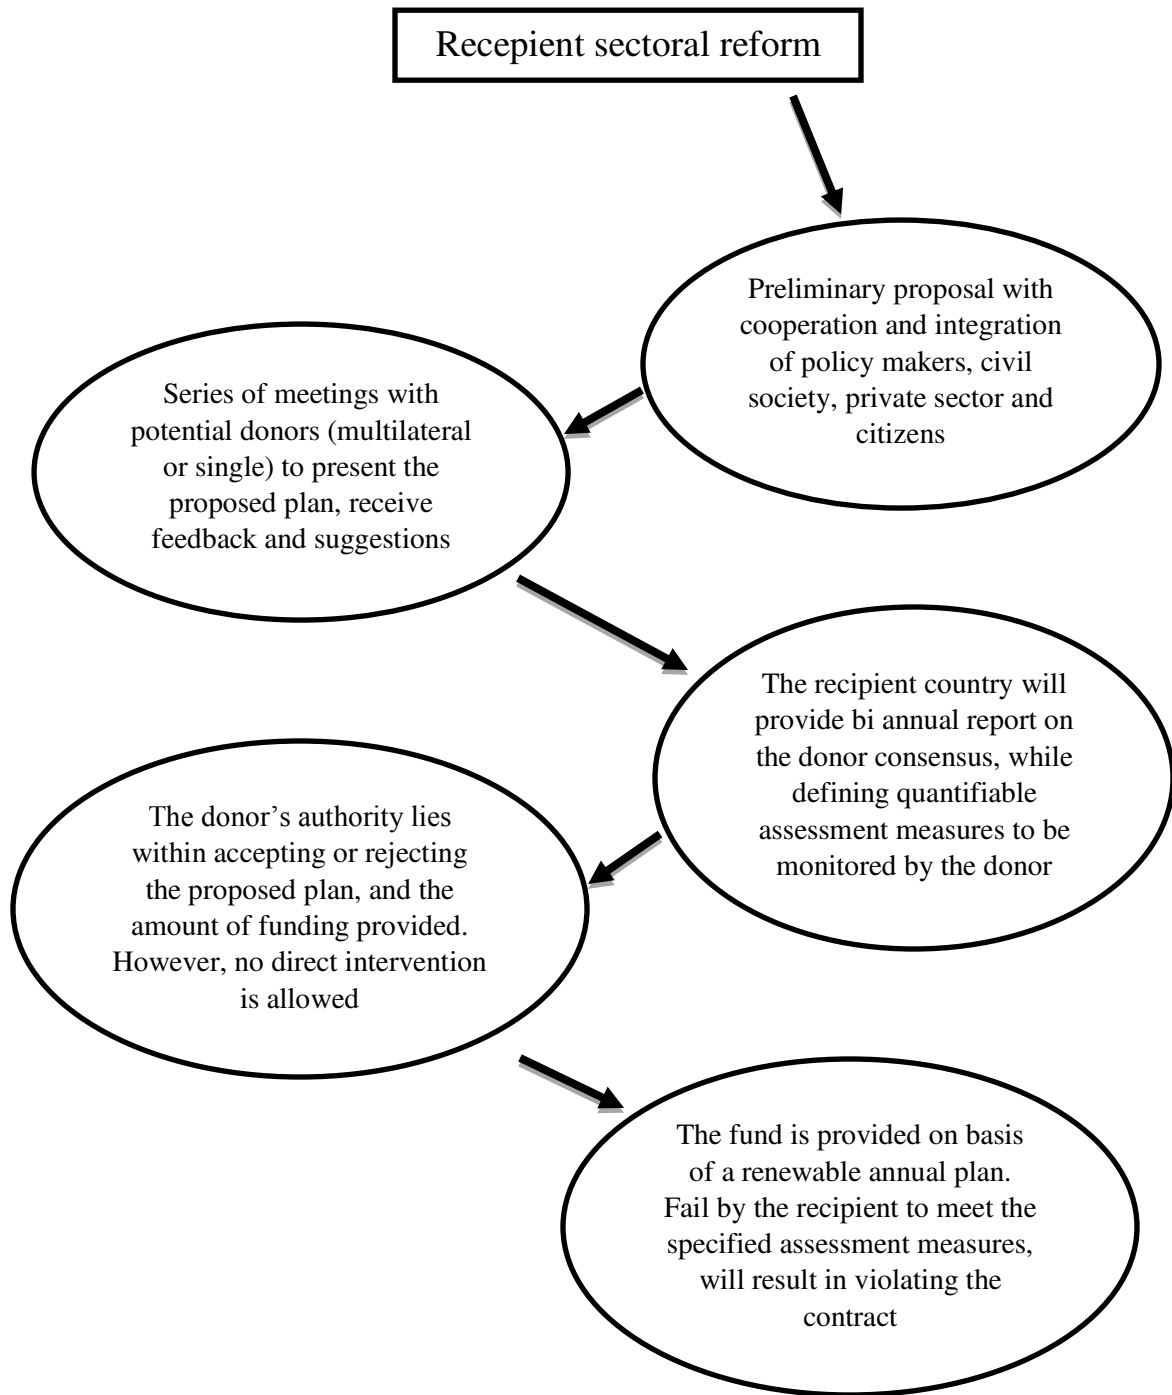 Recepient sectoral reform
Preliminary proposal with
cooperation and integration
of policy makers, civil
society, private sector and
citizens
Series of meetings with
potential donors (multilateral
or single) to present the
proposed plan, receive
feedback and suggestions
The recipient country will
provide bi annual report on
the donor consensus, while
defining quantifiable
assessment measures to be
monitored by the donor
The donor’s authority lies
within accepting or rejecting
the proposed plan, and the
amount of funding provided.
However, no direct intervention
is allowed
The fund is provided on basis
of a renewable annual plan.
Fail by the recipient to meet the
specified assessment measures,
will result in violating the
contract